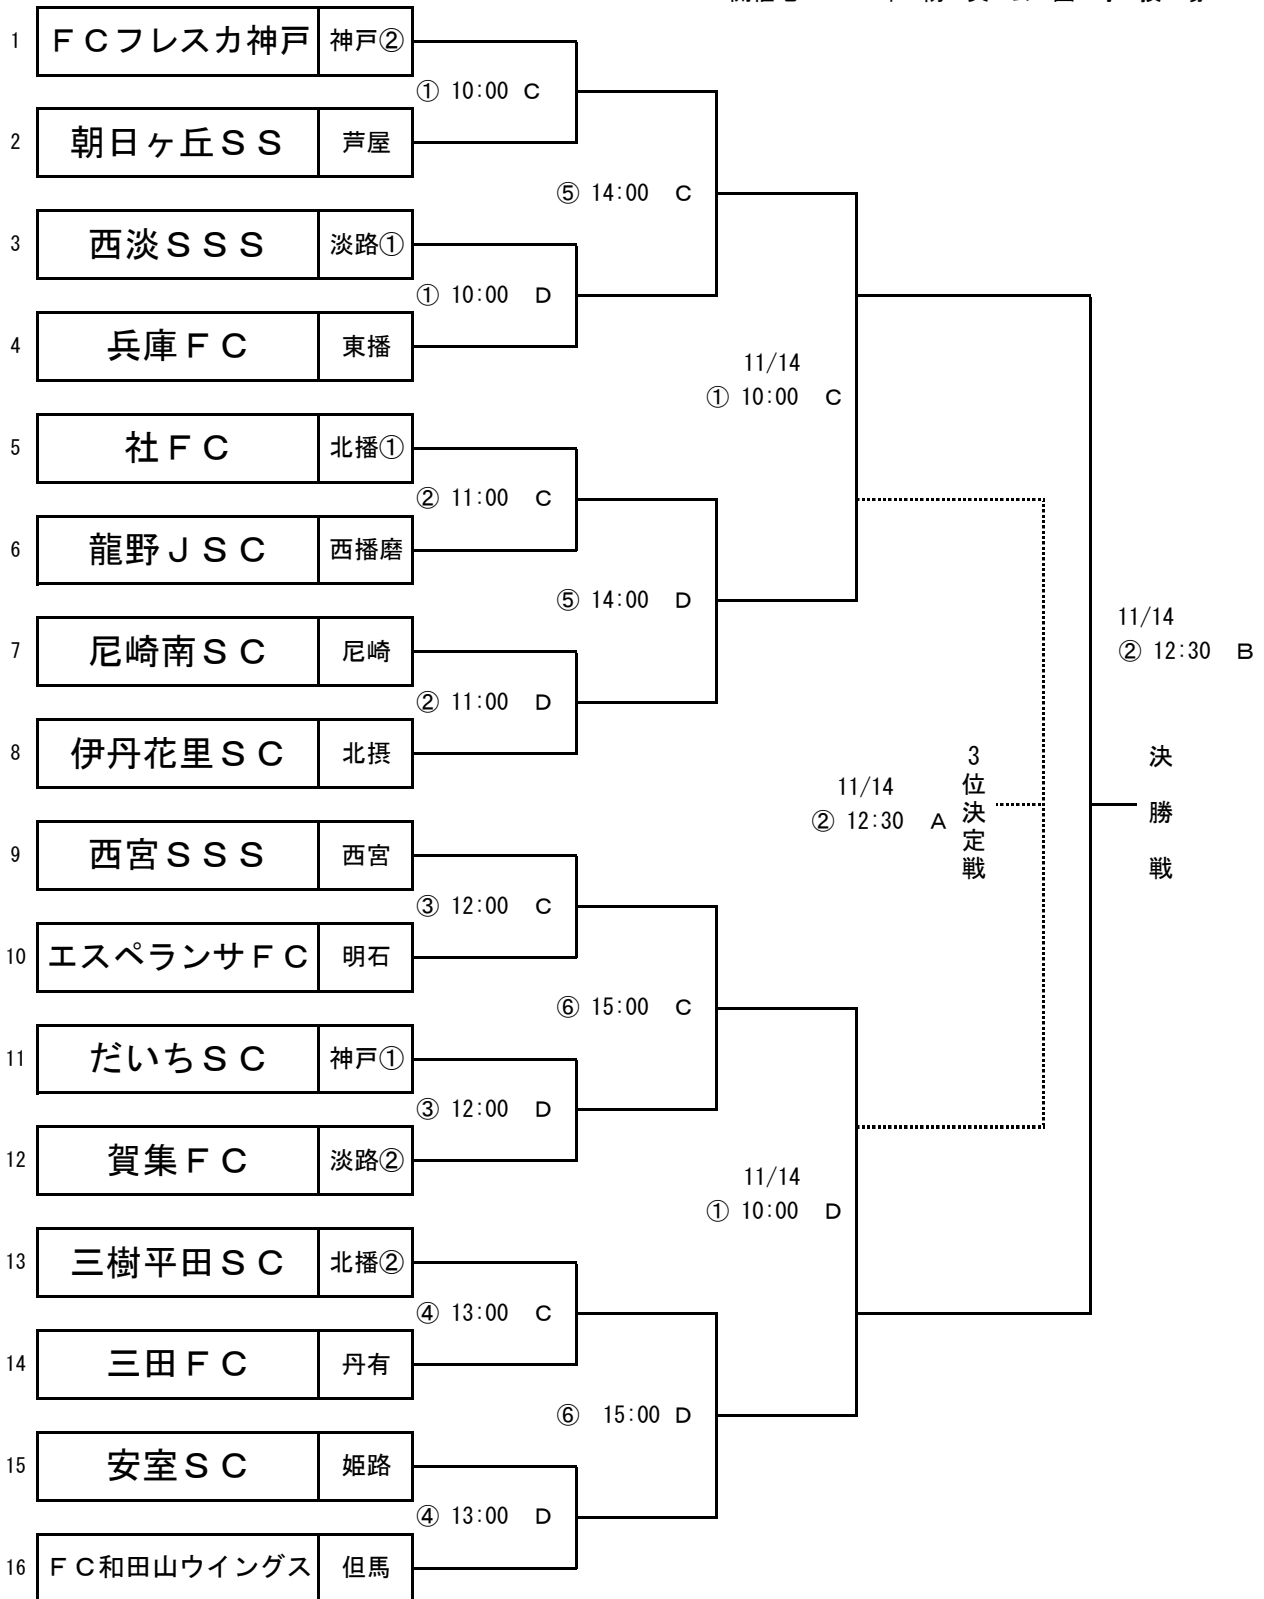 1 ＦＣフレスカ神戸 神戸②
① 10:00 C
2 朝日ヶ丘ＳＳ 芦屋
⑤ 14:00 C
3 西淡ＳＳＳ 淡路①
① 10:00 D
4 兵庫ＦＣ 東播
11/14
① 10:00 C
5 社ＦＣ 北播①
② 11:00 C
6 龍野ＪＳＣ 西播磨
⑤ 14:00 D
7 尼崎南ＳＣ 尼崎
② 11:00 D
8 伊丹花里ＳＣ 北摂
11/14
② 12:30 B
決勝戦
11/14
② 12:30 A
3位決定戦
9 西宮ＳＳＳ 西宮
③ 12:00 C
10 エスペランサＦＣ 明石
⑥ 15:00 C
11 だいちＳＣ 神戸①
③ 12:00 D
12 賀集ＦＣ 淡路②
11/14
① 10:00 D
13 三樹平田ＳＣ 北播②
④ 13:00 C
14 三田ＦＣ 丹有
⑥ 15:00 D
15 安室ＳＣ 姫路
④ 13:00 D
16 ＦＣ和田山ウイングス 但馬